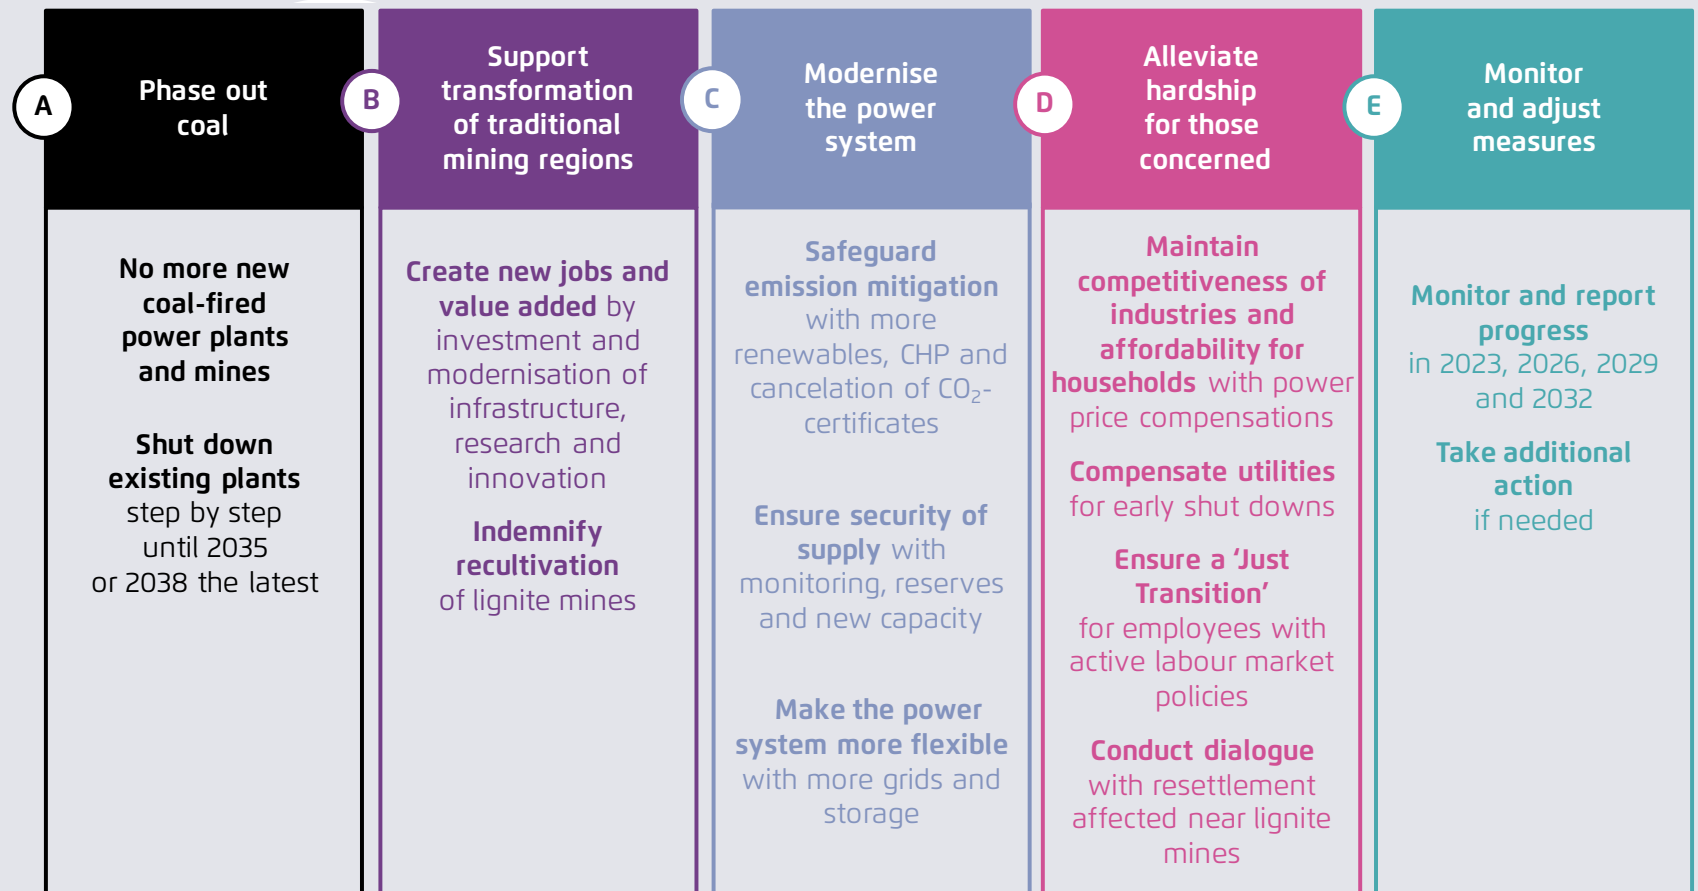 A
Phase out
coal
No more new
coal-fired
power plants
and mines
Shut down
existing plants
step by step
until 2035
or 2038 the latest
B
Support
transformation
of traditional
mining regions
Create new jobs and
value added by
investment and
modernisation of
infrastructure,
research and
innovation
Indemnify
recultivation
of lignite mines
C
Modernise
the power
system
Safeguard
emission mitigation
with more
renewables, CHP and
cancelation of CO₂-
certificates
Ensure security of
supply with
monitoring, reserves
and new capacity
Make the power
system more flexible
with more grids and
storage
D
Alleviate
hardship
for those
concerned
Maintain
competitiveness of
industries and
affordability for
households with power
price compensations
Compensate utilities
for early shut downs
Ensure a ‘Just
Transition’
for employees with
active labour market
policies
Conduct dialogue
with resettlement
affected near lignite
mines
E
Monitor
and adjust
measures
Monitor and report
progress
in 2023, 2026, 2029
and 2032
Take additional
action
if needed